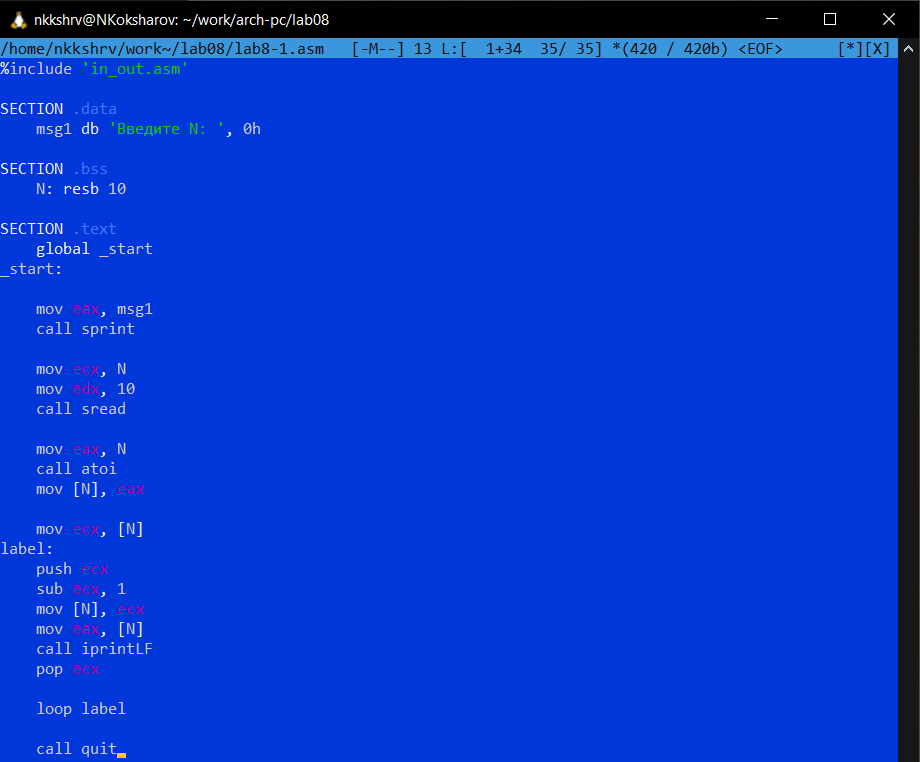 nkkshrv@NKoksharov: ~/work/arch-pc/lab08
/home/nkkshrv/work~/lab08/lab8-1.asm   [-M--] 13 L:[  1+34  35/ 35] *(420 / 420b) <EOF>      [*][X]
%include 'in_out.asm'
SECTION .data
    msg1 db 'Введите N: ', 0h
SECTION .bss
    N: resb 10
SECTION .text
    global _start
_start:
    mov eax, msg1
    call sprint
    mov ecx, N
    mov edx, 10
    call sread
    mov eax, N
    call atoi
    mov [N], eax
    mov ecx, [N]
label:
    push ecx
    sub ecx, 1
    mov [N], ecx
    mov eax, [N]
    call iprintLF
    pop ecx
    loop label
    call quit